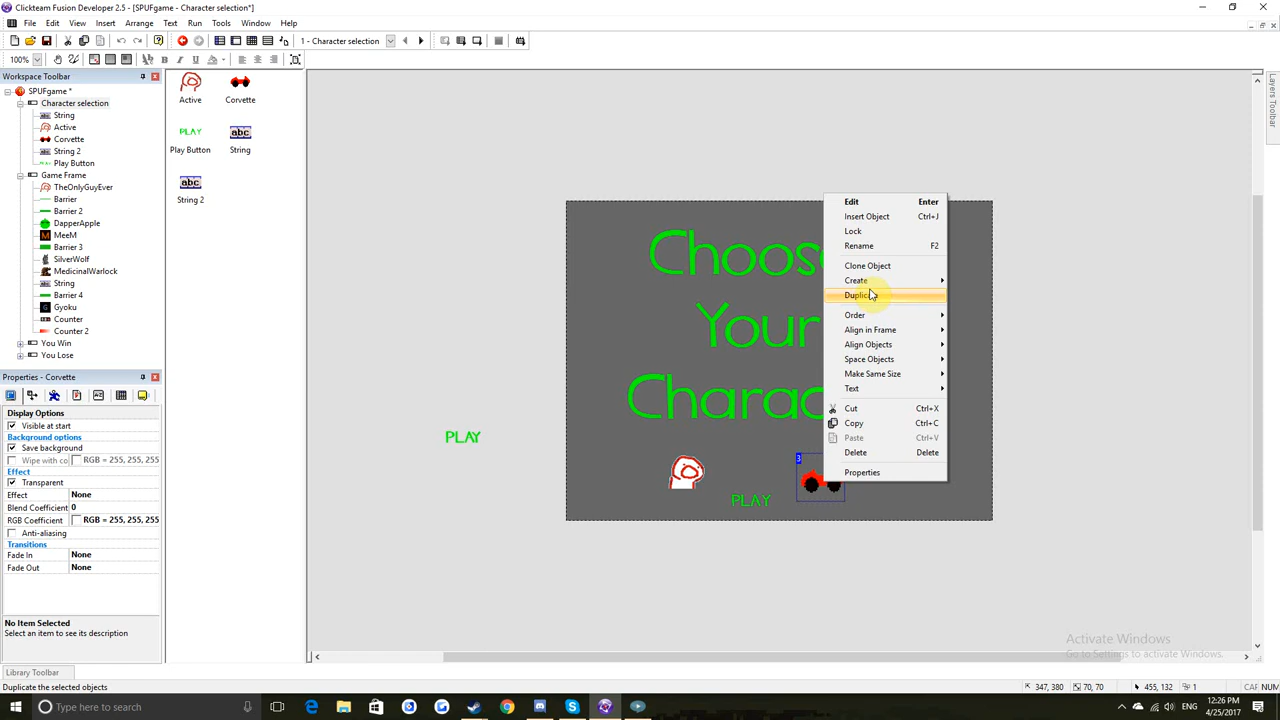 Clickteam Fusion Developer 2.5 - [SPUFgame - Character selection*]
File Edit View Insert Arrange Text Run Tools Window Help
1 - Character selection
100%
Workspace Toolbar
SPUFgame *
Character selection
String
Active
Corvette
String 2
Play Button
Game Frame
TheOnlyGuyEver
Barrier
Barrier 2
DapperApple
MeeM
Barrier 3
SilverWolf
MedicinalWarlock
String
Barrier 4
Gyoku
Counter
Counter 2
You Win
You Lose
Properties - Corvette
Display Options
Visible at start
Background options
Save background
Wipe with co RGB = 255, 255, 255
Effect
Transparent
Effect None
Blend Coefficient 0
RGB Coefficient RGB = 255, 255, 255
Anti-aliasing
Transitions
Fade In None
Fade Out None
No Item Selected
Select an item to see its description
Library Toolbar
Active
Corvette
PLAY
Play Button
abc
String
abc
String 2
PLAY
Choose
Your
Charac
PLAY
3
Edit Enter
Insert Object Ctrl+J
Lock
Rename F2
Clone Object
Create
Duplicate
Order
Align in Frame
Align Objects
Space Objects
Make Same Size
Text
Cut Ctrl+X
Copy Ctrl+C
Paste Ctrl+V
Delete Delete
Properties
Layers Toolbar
Activate Windows
Go to Settings to activate Windows.
Duplicate the selected objects
347, 380 70, 70 455, 132 1 CAP NUM
Type here to search
12:26 PM
4/25/2017